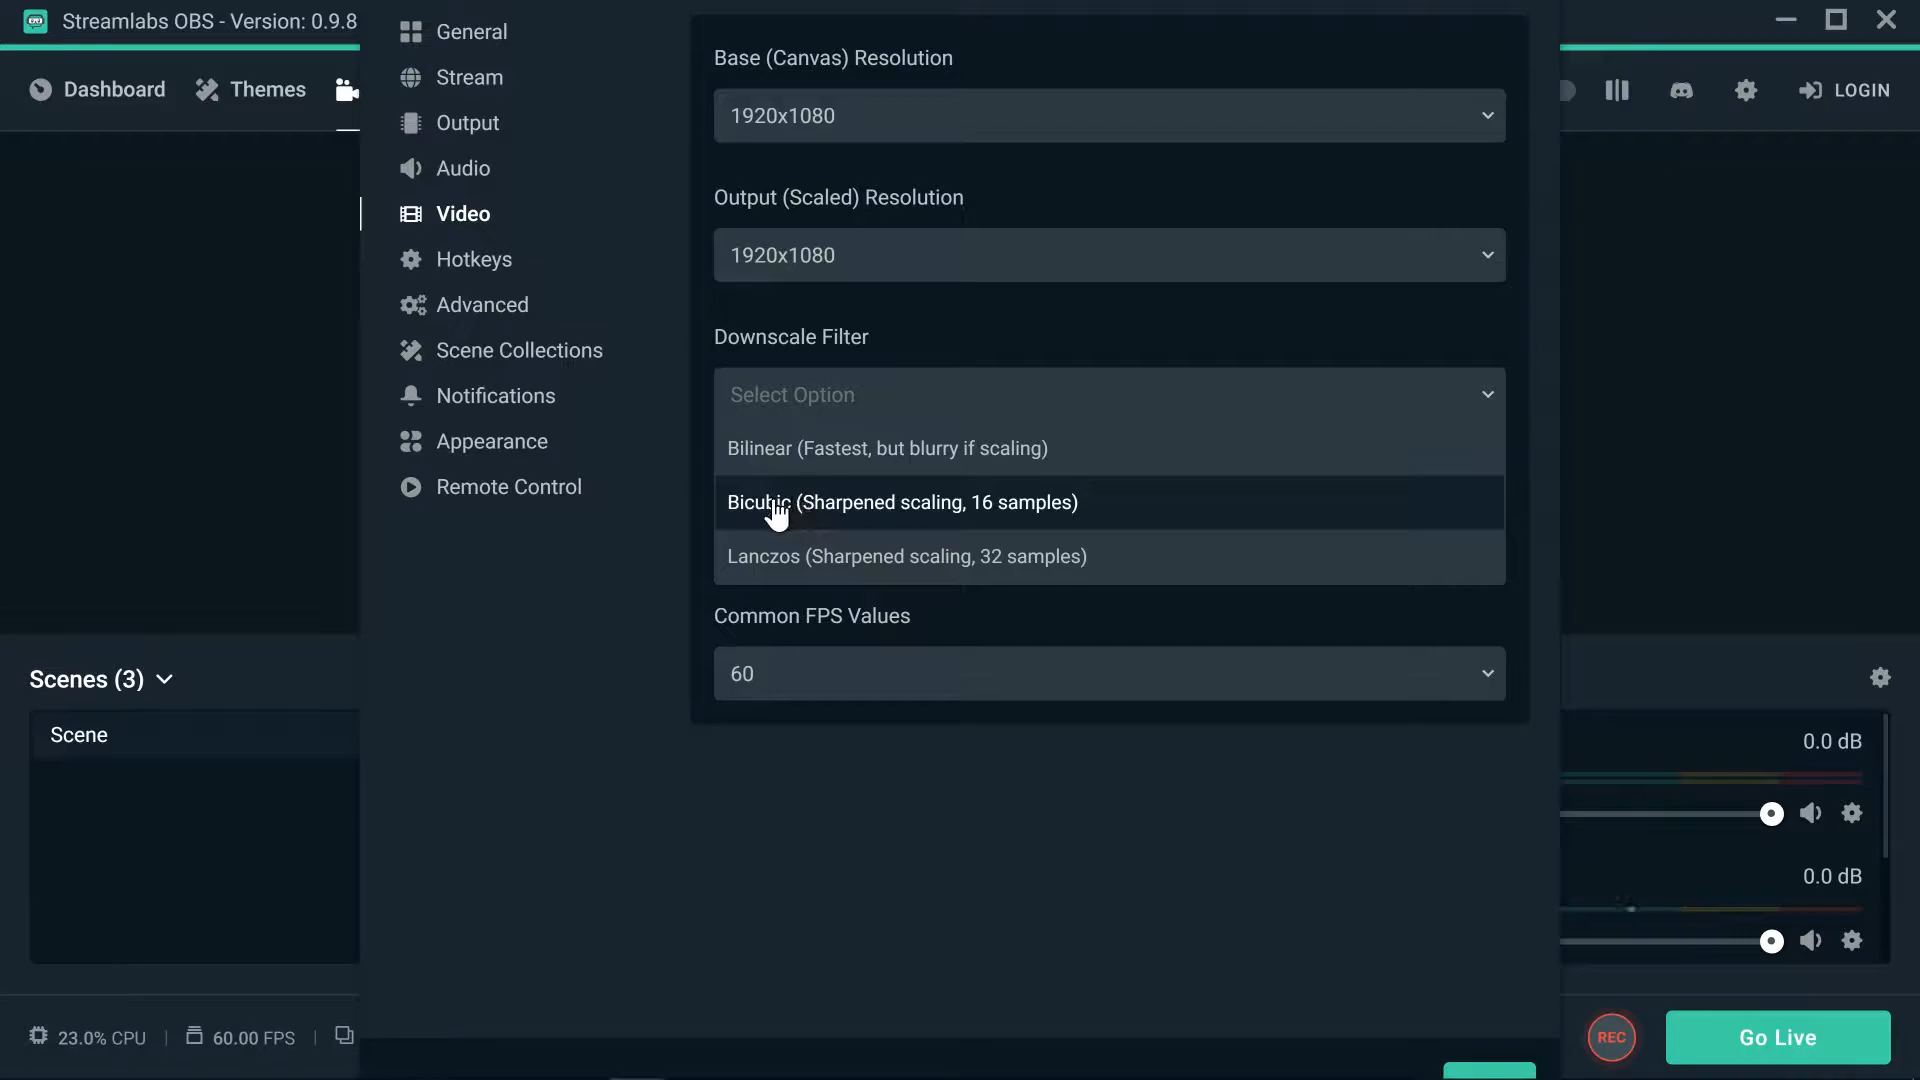 Streamlabs OBS - Version: 0.9.8
Dashboard
Themes
LOGIN
General
Stream
Output
Audio
Video
Hotkeys
Advanced
Scene Collections
Notifications
Appearance
Remote Control
Base (Canvas) Resolution
1920x1080
Output (Scaled) Resolution
1920x1080
Downscale Filter
Select Option
Bilinear (Fastest, but blurry if scaling)
Bicubic (Sharpened scaling, 16 samples)
Lanczos (Sharpened scaling, 32 samples)
Common FPS Values
60
Scenes (3)
Scene
0.0 dB
0.0 dB
23.0% CPU
60.00 FPS
REC
Go Live